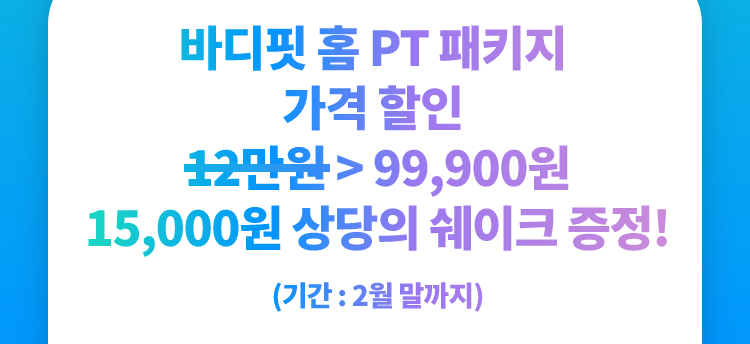 바디핏 홈 PT 패키지
가격 할인
12만원 > 99,900원
15,000원 상당의 쉐이크 증정!
(기간 : 2월 말까지)